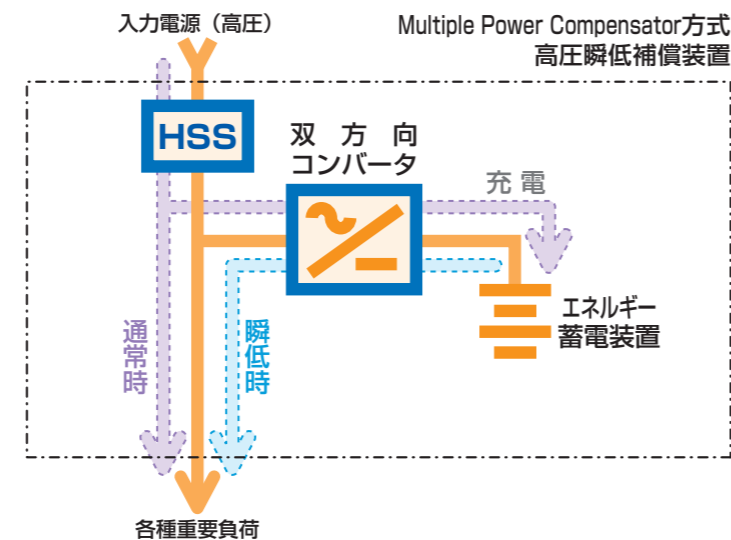 入力電源（高圧）
Multiple Power Compensator方式
高圧瞬低補償装置
HSS
双方向
コンバータ
充電
エネルギー
蓄電装置
通常時
瞬低時
各種重要負荷